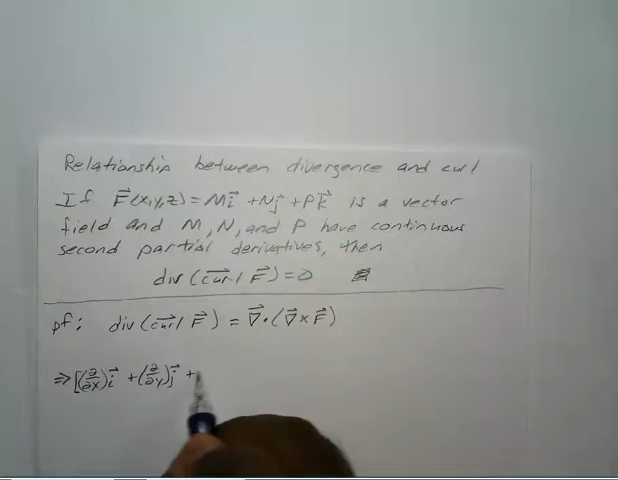 Relationship between divergence and curl
If F⃗(x,y,z) = Mi⃗ + Nj⃗ + Pk⃗ is a vector
field and M, N, and P have continuous
second partial derivatives, then
div (curl F⃗) = 0
pf: div (curl F⃗) = ∇⃗ · (∇⃗ × F⃗)
⇒ [(∂/∂x)i⃗ + (∂/∂y)j⃗ +